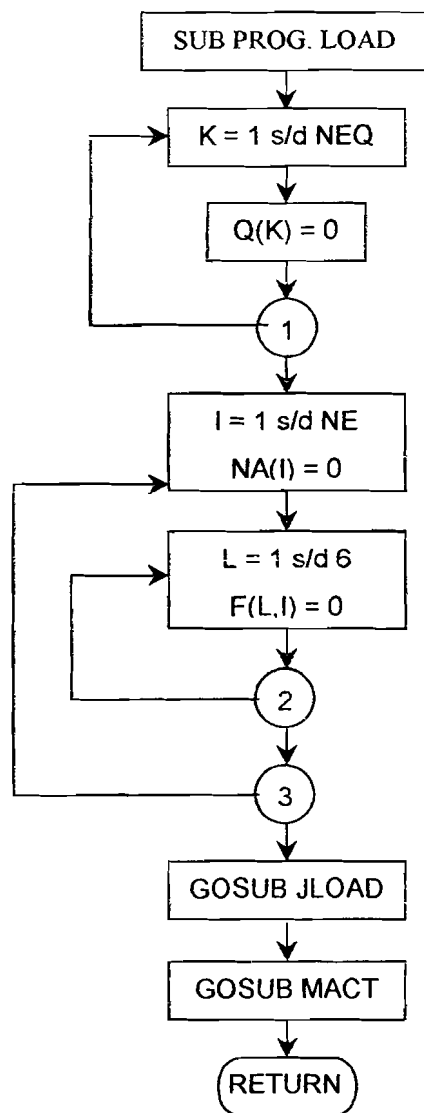 SUB PROG. LOAD
K = 1 s/d NEQ
Q(K) = 0
1
I = 1 s/d NE
NA(I) = 0
L = 1 s/d 6
F(L,I) = 0
2
3
GOSUB JLOAD
GOSUB MACT
RETURN